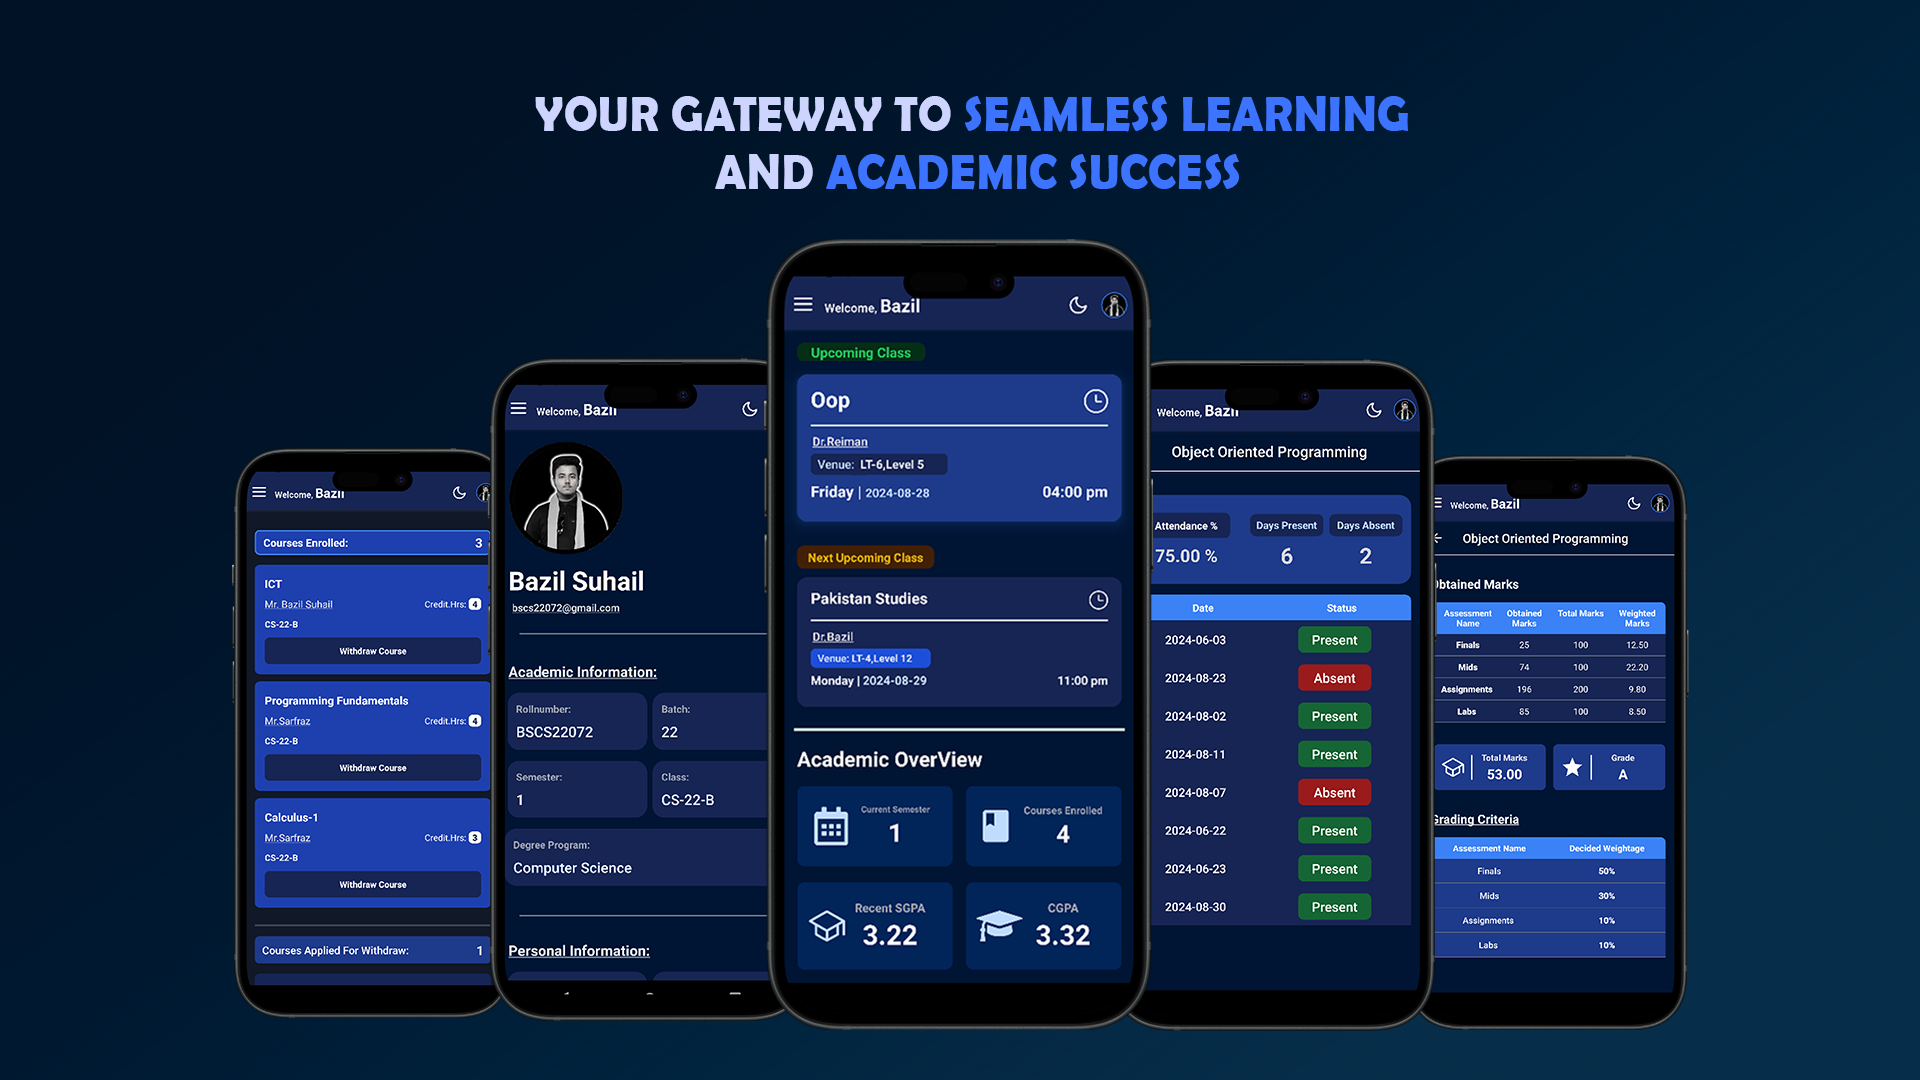 YOUR GATEWAY TO SEAMLESS LEARNING
AND ACADEMIC SUCCESS
Welcome, Bazil
Courses Enrolled: 3
ICT
Mr. Bazil Suhail Credit.Hrs: 4
CS-22-B
Withdraw Course
Programming Fundamentals
Mr.Sarfraz Credit.Hrs: 4
CS-22-B
Withdraw Course
Calculus-1
Mr.Sarfraz Credit.Hrs: 3
CS-22-B
Withdraw Course
Courses Applied For Withdraw: 1
Welcome, Bazil
Bazil Suhail
bscs22072@gmail.com
Academic Information:
Rollnumber: Batch:
BSCS22072 22
Semester: Class:
1 CS-22-B
Degree Program:
Computer Science
Personal Information:
Welcome, Bazil
Upcoming Class
Oop
Dr.Reiman
Venue: LT-6,Level 5
Friday | 2024-08-28 04:00 pm
Next Upcoming Class
Pakistan Studies
Dr.Bazil
Venue: LT-4,Level 12
Monday | 2024-08-29 11:00 pm
Academic OverView
Current Semester Courses Enrolled
1 4
Recent SGPA CGPA
3.22 3.32
Welcome, Bazil
Object Oriented Programming
Attendance % Days Present Days Absent
75.00 % 6 2
Date Status
2024-06-03 Present
2024-08-23 Absent
2024-08-02 Present
2024-08-11 Present
2024-08-07 Absent
2024-06-22 Present
2024-06-23 Present
2024-08-30 Present
Welcome, Bazil
Object Oriented Programming
Obtained Marks
Assessment Name Obtained Marks Total Marks Weighted Marks
Finals 25 100 12.50
Mids 74 100 22.20
Assignments 196 200 9.80
Labs 85 100 8.50
Total Marks Grade
53.00 A
Grading Criteria
Assessment Name Decided Weightage
Finals 50%
Mids 30%
Assignments 10%
Labs 10%